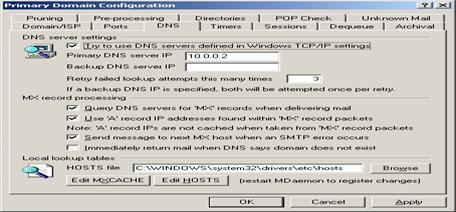 Primary Domain Configuration
Pruning Pre-processing Directories POP Check Unknown Mail
Domain/ISP Ports DNS Timers Sessions Dequeue Archival
DNS server settings
Try to use DNS servers defined in Windows TCP/IP settings
Primary DNS server IP 10.0.0.2
Backup DNS server IP
Retry failed lookup attempts this many times 3
If a backup DNS IP is specified, both will be attempted once per retry.
MX record processing
Query DNS servers for 'MX' records when delivering mail
Use 'A' record IP addresses found within 'MX' record packets
Note: 'A' record IPs are not cached when taken from 'MX' record packets
Send message to next MX host when an SMTP error occurs
Immediately return mail when DNS says domain does not exist
Local lookup tables
HOSTS file C:\WINDOWS\system32\drivers\etc\hosts Browse
Edit MXCACHE Edit HOSTS (restart MDaemon to register changes)
OK Cancel Apply